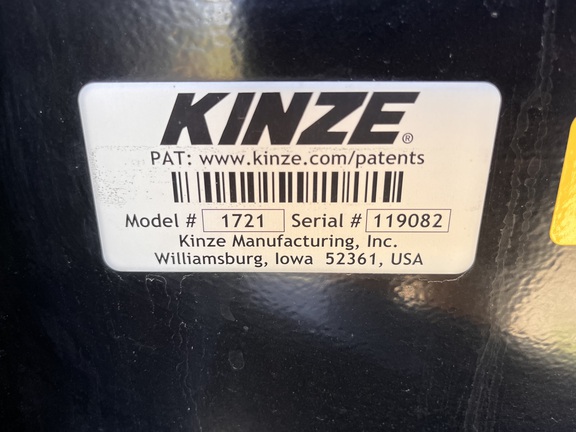 KINZE®
PAT: www.kinze.com/patents
Model # 1721 Serial # 119082
Kinze Manufacturing, Inc.
Williamsburg, Iowa 52361, USA